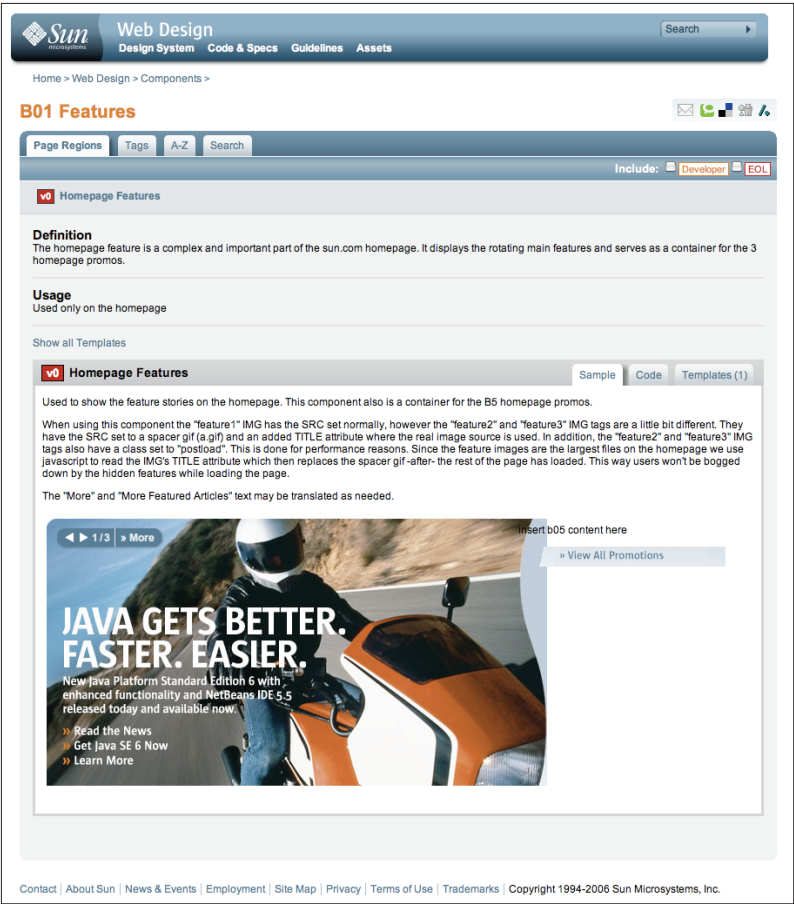 Sun
microsystems
Web Design
Design System Code & Specs Guidelines Assets
Search
Home > Web Design > Components >
B01 Features
Page Regions Tags A-Z Search
Include: Developer EOL
v0 Homepage Features
Definition
The homepage feature is a complex and important part of the sun.com homepage. It displays the rotating main features and serves as a container for the 3
homepage promos.
Usage
Used only on the homepage
Show all Templates
v0 Homepage Features
Sample Code Templates (1)
Used to show the feature stories on the homepage. This component also is a container for the B5 homepage promos.
When using this component the "feature1" IMG has the SRC set normally, however the "feature2" and "feature3" IMG tags are a little bit different. They
have the SRC set to a spacer gif (a.gif) and an added TITLE attribute where the real image source is used. In addition, the "feature2" and "feature3" IMG
tags also have a class set to "postload". This is done for performance reasons. Since the feature images are the largest files on the homepage we use
javascript to read the IMG's TITLE attribute which then replaces the spacer gif -after- the rest of the page has loaded. This way users won't be bogged
down by the hidden features while loading the page.
The "More" and "More Featured Articles" text may be translated as needed.
1/3 » More
insert b05 content here
» View All Promotions
JAVA GETS BETTER.
FASTER. EASIER.
New Java Platform Standard Edition 6 with
enhanced functionality and NetBeans IDE 5.5
released today and available now.
» Read the News
» Get Java SE 6 Now
» Learn More
Contact | About Sun | News & Events | Employment | Site Map | Privacy | Terms of Use | Trademarks | Copyright 1994-2006 Sun Microsystems, Inc.